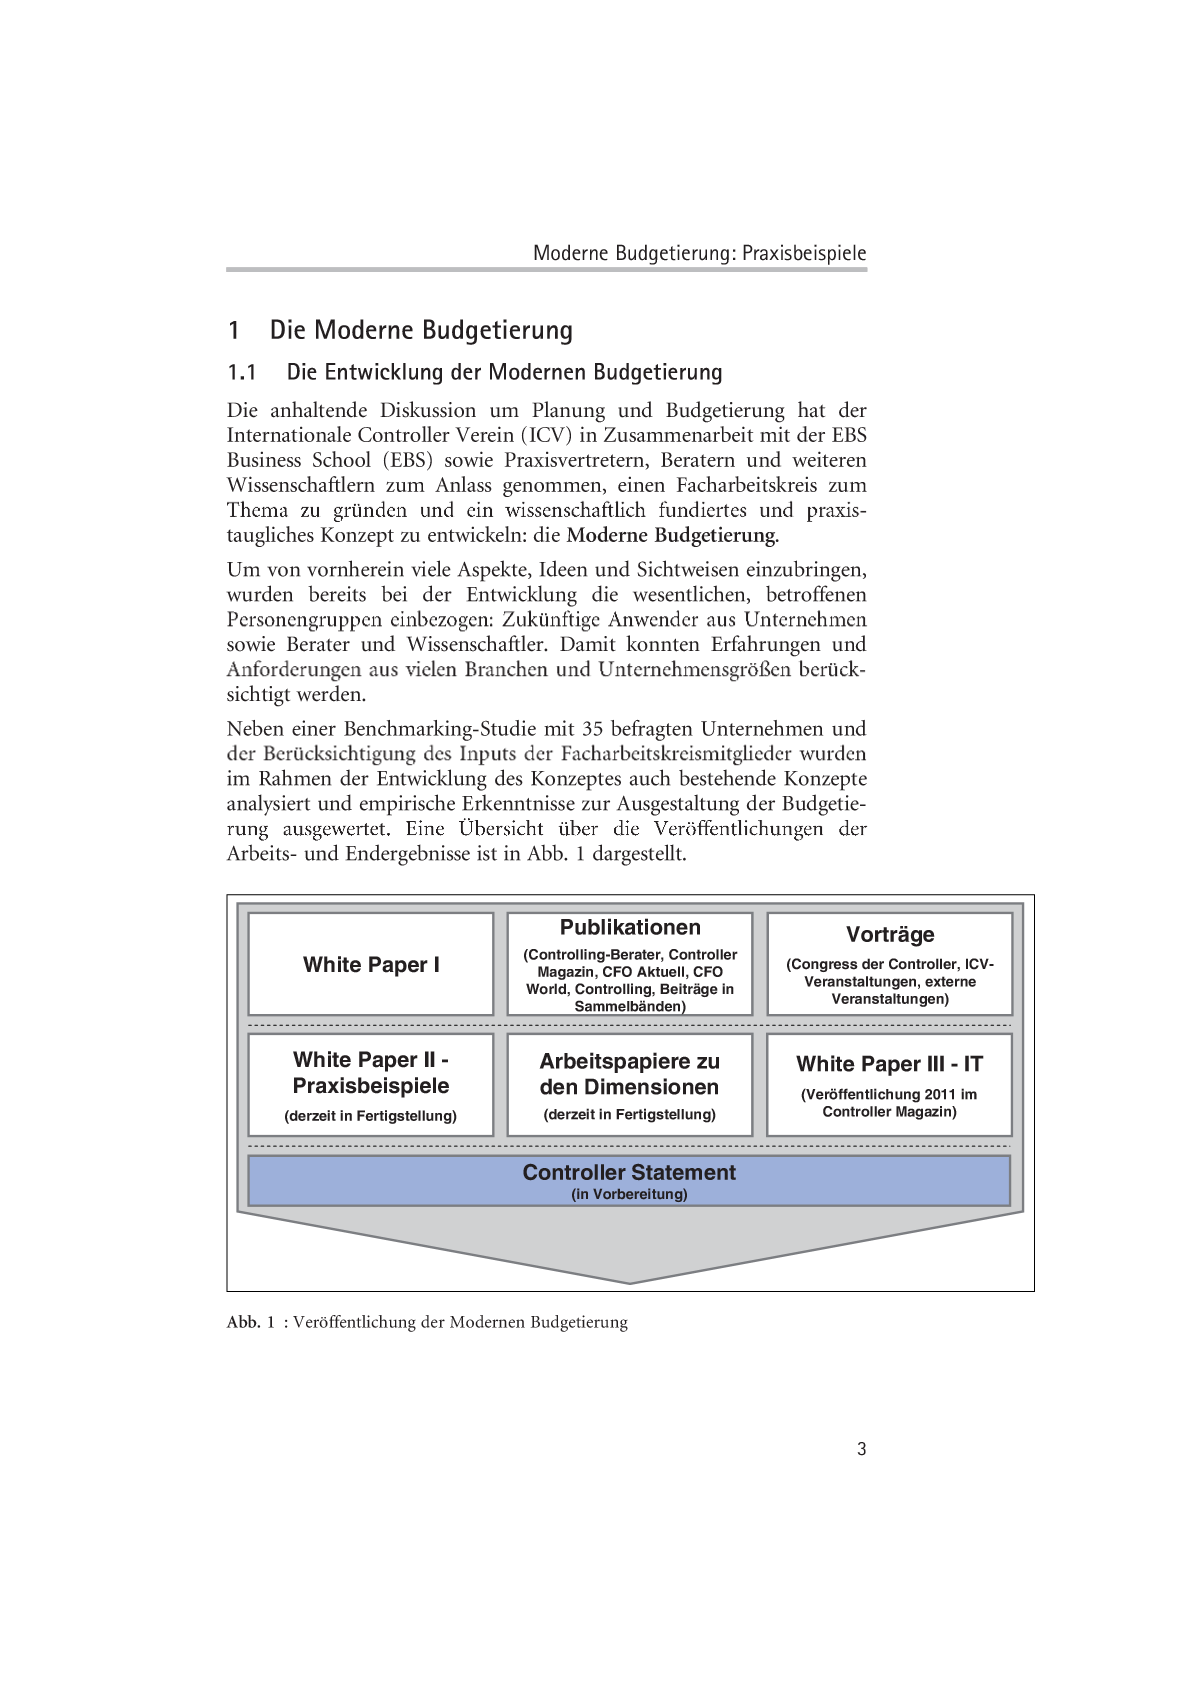 Moderne Budgetierung: Praxisbeispiele
1 Die Moderne Budgetierung
1.1 Die Entwicklung der Modernen Budgetierung
Die anhaltende Diskussion um Planung und Budgetierung hat der
Internationale Controller Verein (ICV) in Zusammenarbeit mit der EBS
Business School (EBS) sowie Praxisvertretern, Beratern und weiteren
Wissenschaftlern zum Anlass genommen, einen Facharbeitskreis zum
Thema zu gründen und ein wissenschaftlich fundiertes und praxis-
taugliches Konzept zu entwickeln: die Moderne Budgetierung.
Um von vornherein viele Aspekte, Ideen und Sichtweisen einzubringen,
wurden bereits bei der Entwicklung die wesentlichen, betroffenen
Personengruppen einbezogen: Zukünftige Anwender aus Unternehmen
sowie Berater und Wissenschaftler. Damit konnten Erfahrungen und
Anforderungen aus vielen Branchen und Unternehmensgrößen berück-
sichtigt werden.
Neben einer Benchmarking-Studie mit 35 befragten Unternehmen und
der Berücksichtigung des Inputs der Facharbeitskreismitglieder wurden
im Rahmen der Entwicklung des Konzeptes auch bestehende Konzepte
analysiert und empirische Erkenntnisse zur Ausgestaltung der Budgetie-
rung ausgewertet. Eine Übersicht über die Veröffentlichungen der
Arbeits- und Endergebnisse ist in Abb. 1 dargestellt.
White Paper I
Publikationen
(Controlling-Berater, Controller
Magazin, CFO Aktuell, CFO
World, Controlling, Beiträge in
Sammelbänden)
Vorträge
(Congress der Controller, ICV-
Veranstaltungen, externe
Veranstaltungen)
White Paper II -
Praxisbeispiele
(derzeit in Fertigstellung)
Arbeitspapiere zu
den Dimensionen
(derzeit in Fertigstellung)
White Paper III - IT
(Veröffentlichung 2011 im
Controller Magazin)
Controller Statement
(in Vorbereitung)
Abb. 1 : Veröffentlichung der Modernen Budgetierung
3